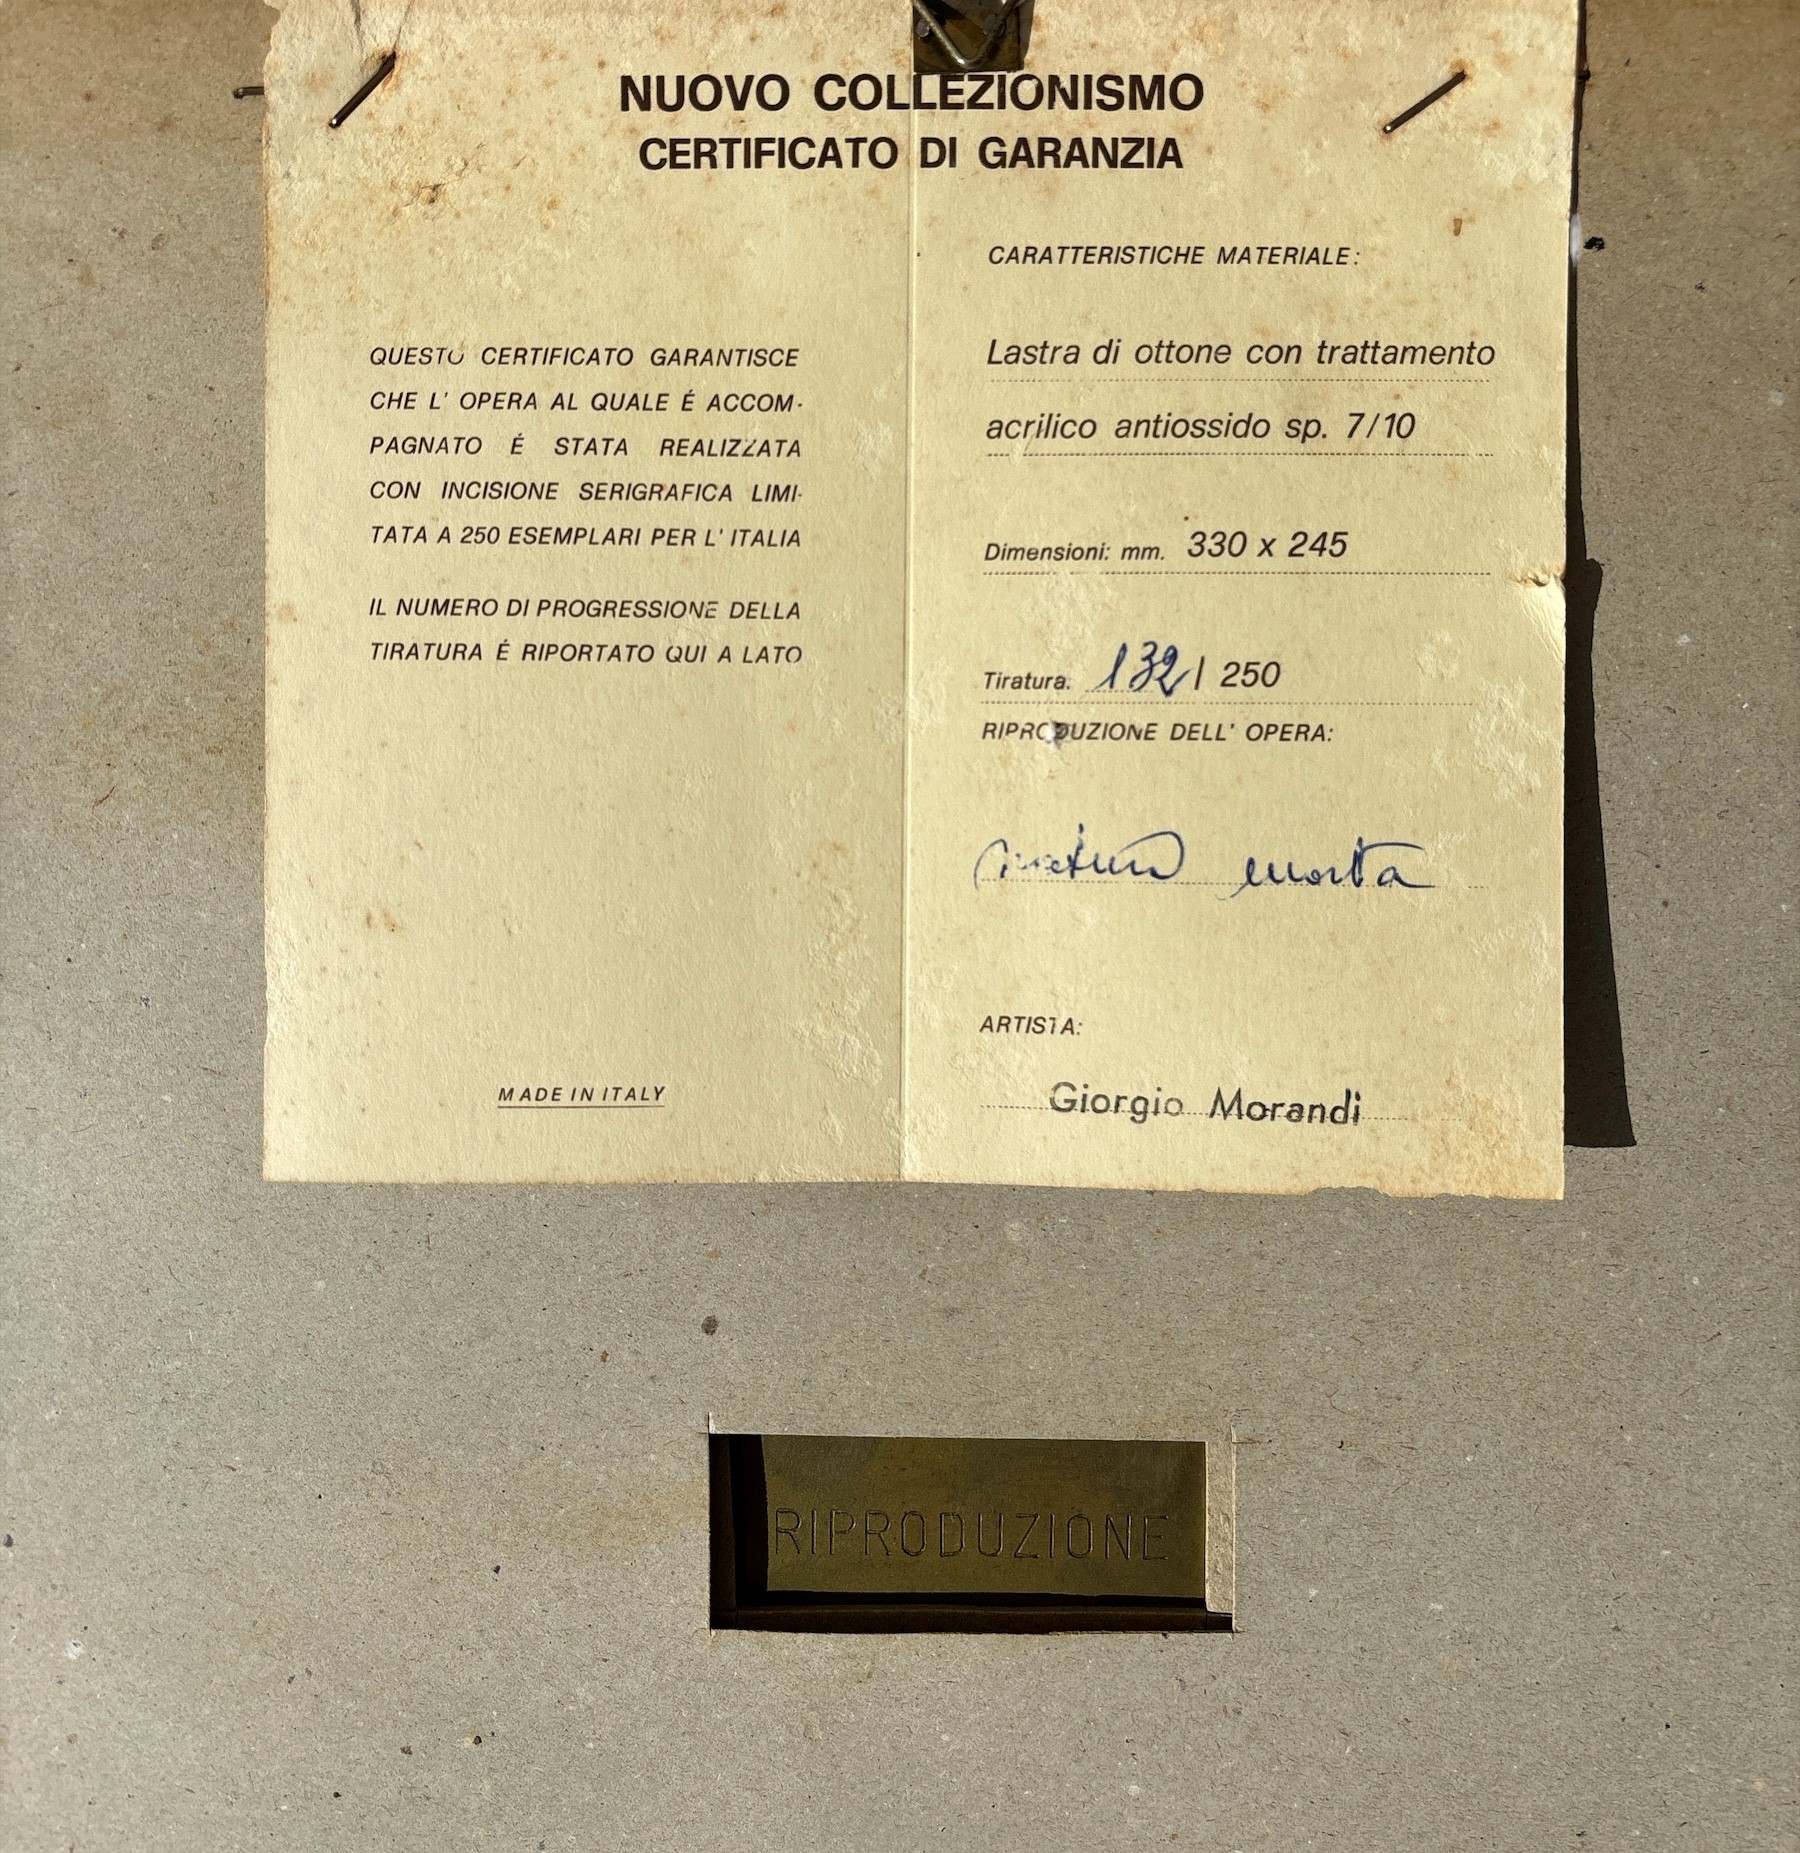 NUOVO COLLEZIONISMO
CERTIFICATO DI GARANZIA
QUESTO CERTIFICATO GARANTISCE
CHE L' OPERA AL QUALE É ACCOM-
PAGNATO É STATA REALIZZATA
CON INCISIONE SERIGRAFICA LIMI-
TATA A 250 ESEMPLARI PER L' ITALIA
IL NUMERO DI PROGRESSIONE DELLA
TIRATURA É RIPORTATO QUI A LATO
MADE IN ITALY
CARATTERISTICHE MATERIALE:
Lastra di ottone con trattamento
acrilico antiossido sp. 7/10
Dimensioni: mm. 330 x 245
Tiratura. 132 / 250
RIPRODUZIONE DELL' OPERA:
natura morta
ARTISTA:
Giorgio Morandi
RIPRODUZIONE